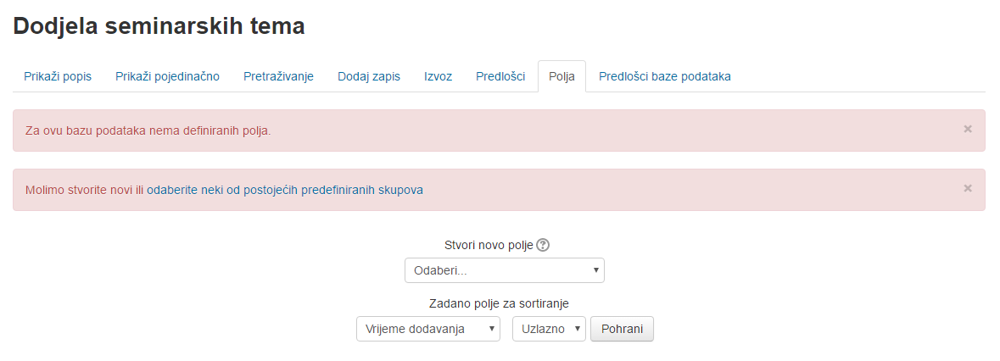 Dodjela seminarskih tema
Prikaži popis Prikaži pojedinačno Pretraživanje Dodaj zapis Izvoz Predlošci Polja Predlošci baze podataka
Za ovu bazu podataka nema definiranih polja. ×
Molimo stvorite novi ili odaberite neki od postojećih predefiniranih skupova ×
Stvori novo polje ?
Odaberi...
Zadano polje za sortiranje
Vrijeme dodavanja Uzlazno Pohrani